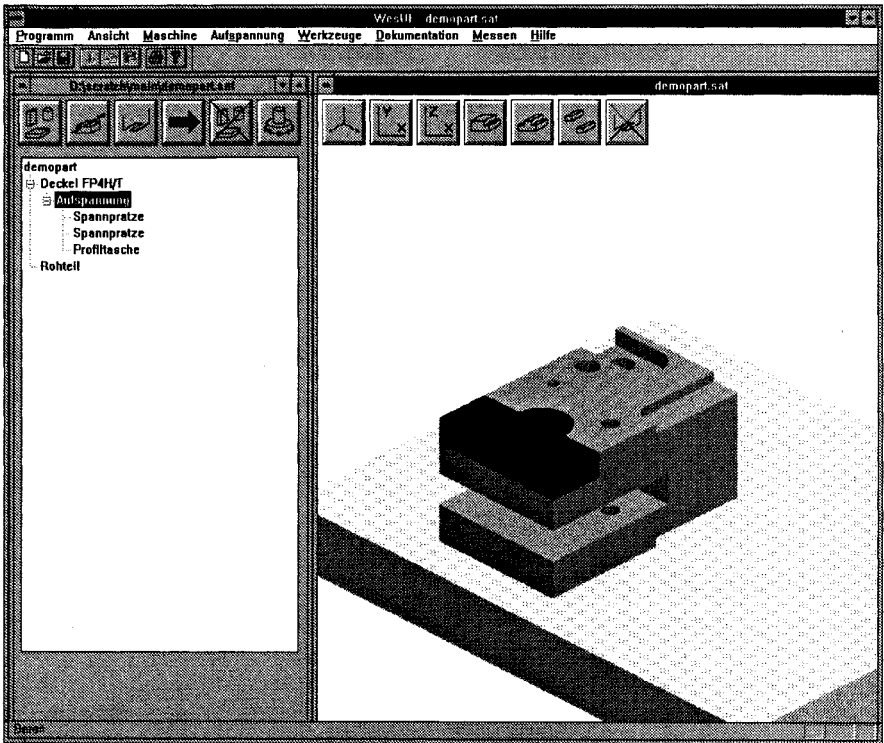 WesUI - demopart.sat
Programm Ansicht Maschine Aufspannung Werkzeuge Dokumentation Messen Hilfe
demopart.sat
Y X Z X
demopart
Deckel FP4H/T
Aufspannung
Spannpratze
Spannpratze
Profiltasche
Rohteil
Bereit